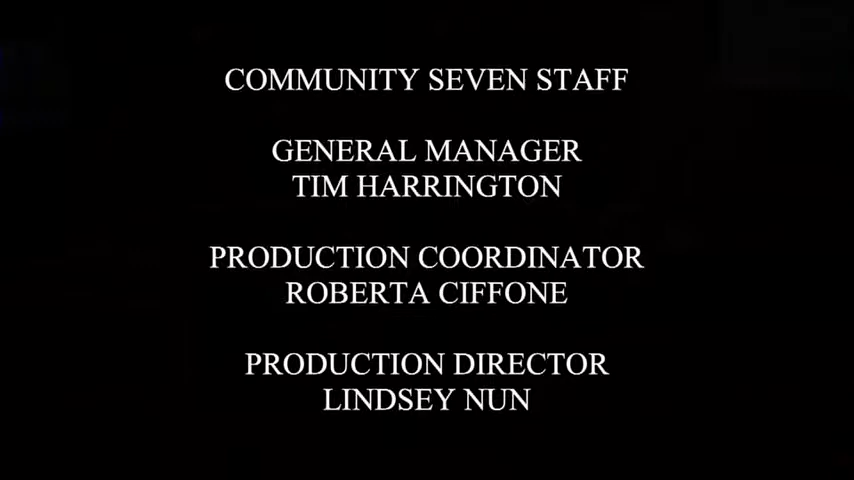 COMMUNITY SEVEN STAFF
GENERAL MANAGER
TIM HARRINGTON
PRODUCTION COORDINATOR
ROBERTA CIFFONE
PRODUCTION DIRECTOR
LINDSEY NUN